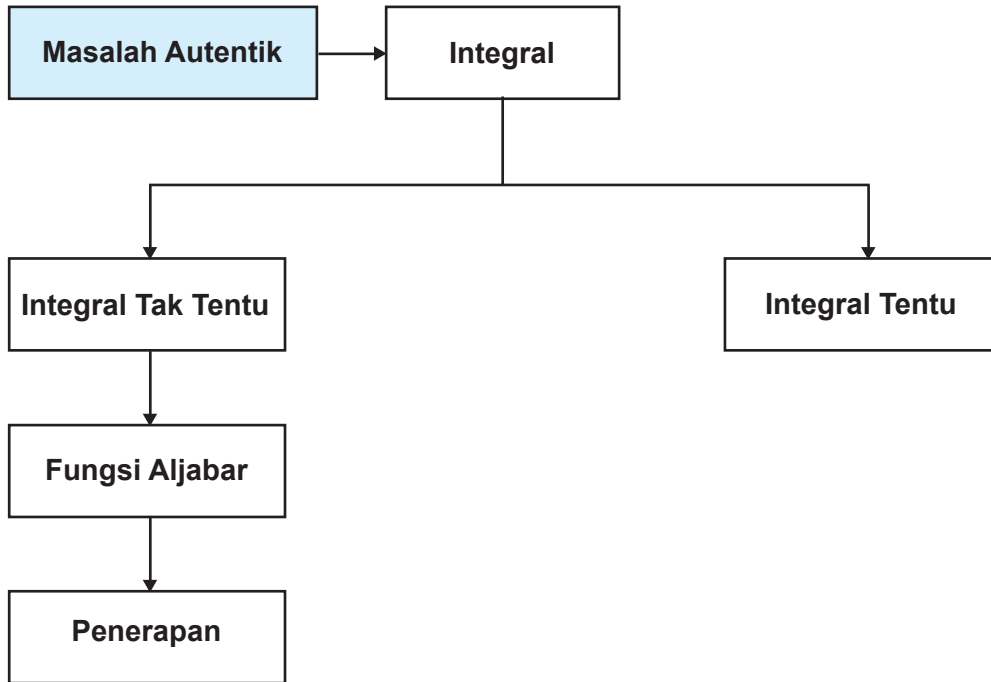 Masalah Autentik
Integral
Integral Tak Tentu
Integral Tentu
Fungsi Aljabar
Penerapan